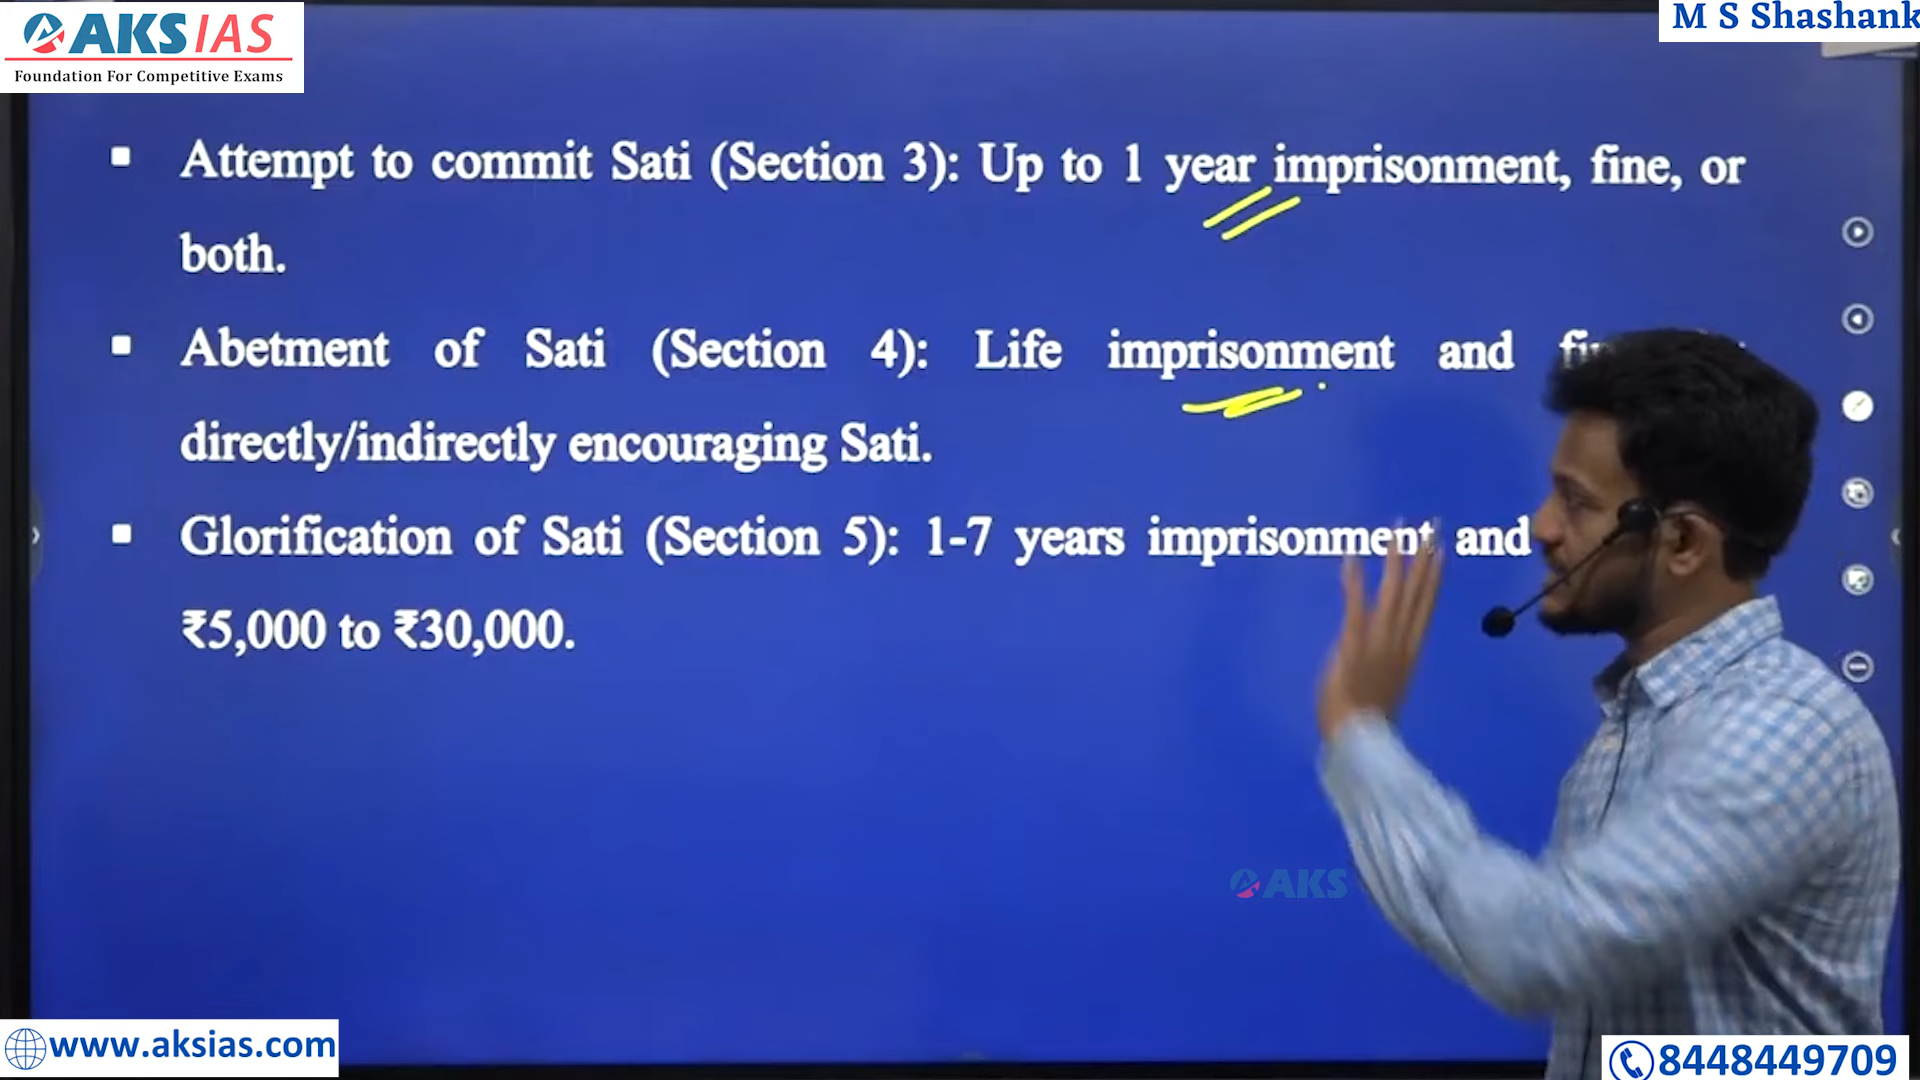 AKS IAS
Foundation For Competitive Exams
M S Shashank
Attempt to commit Sati (Section 3): Up to 1 year imprisonment, fine, or
both.
Abetment of Sati (Section 4): Life imprisonment and
directly/indirectly encouraging Sati.
Glorification of Sati (Section 5): 1-7 years imprisonment and
₹5,000 to ₹30,000.
AKS
www.aksias.com
8448449709